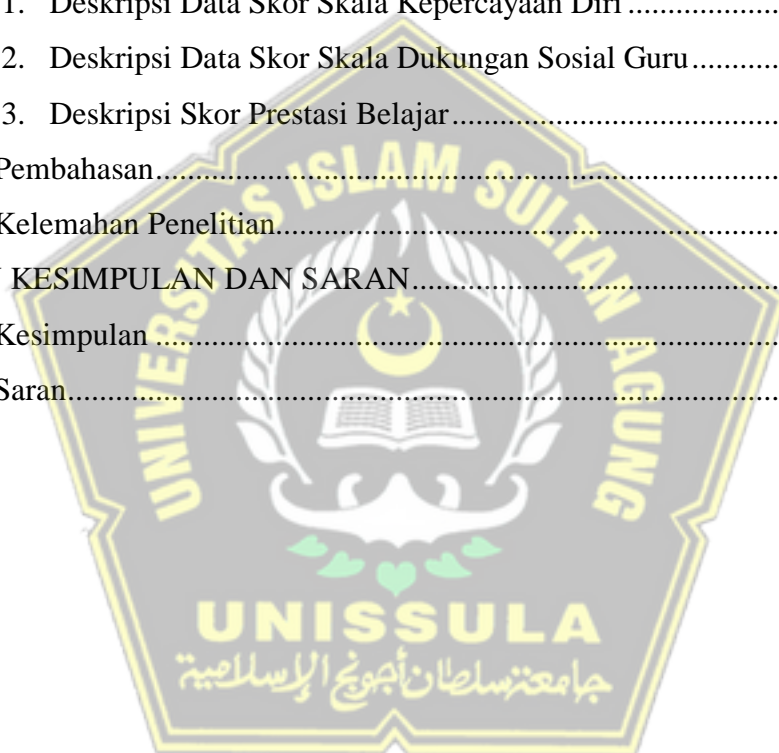 1. Deskripsi Data Skor Skala Kepercayaan Diri....................
2. Deskripsi Data Skor Skala Dukungan Sosial Guru...........
3. Deskripsi Skor Prestasi Belajar..........................................
Pembahasan...............................................................................
Kelemahan Penelitian................................................................
KESIMPULAN DAN SARAN...............................................
Kesimpulan ...............................................................................
Saran..........................................................................................
UNIVERSITAS ISLAM SULTAN AGUNG
UNISSULA
جامعة سلطان أجونج الإسلامية